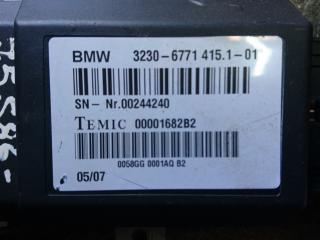 BMW 3230-6771 415.1-01
SN- Nr.00244240
TEMIC 00001682B2
0058GG 0001AQ B2
05/07